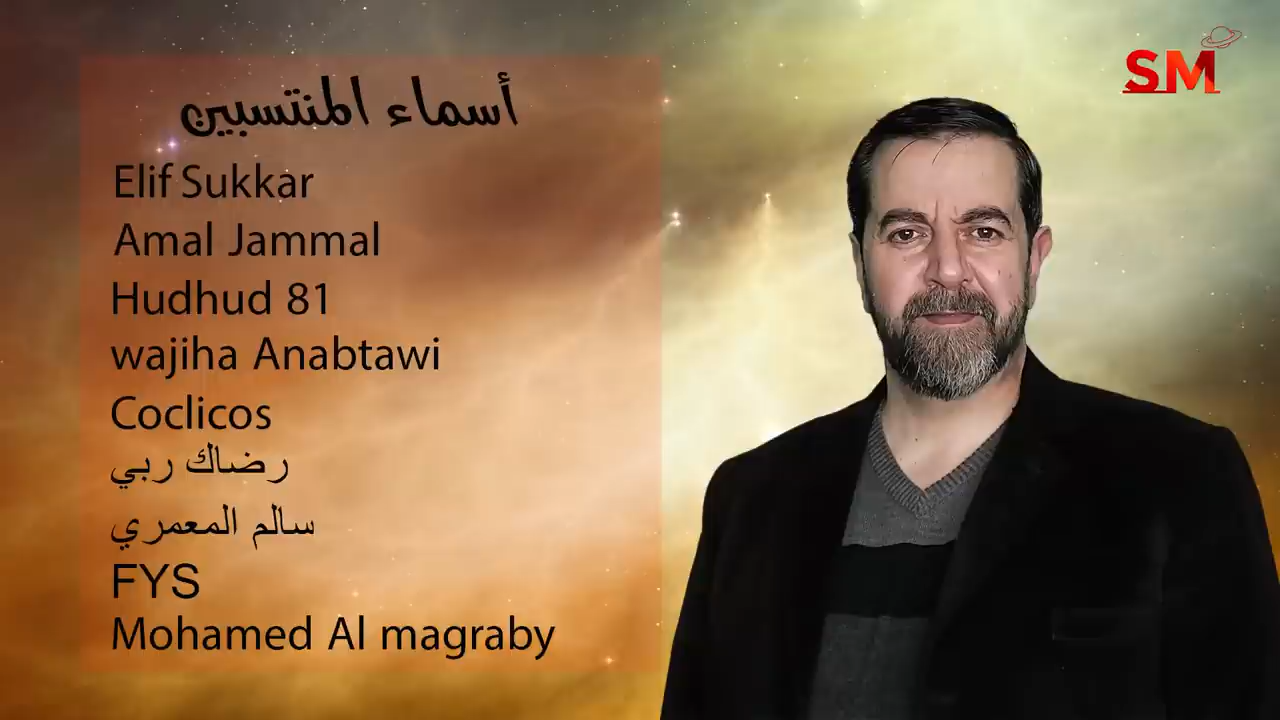 SM
أسماء المنتسبين
Elif Sukkar
Amal Jammal
Hudhud 81
wajiha Anabtawi
Coclicos
رضاك ربي
سالم المعمري
FYS
Mohamed Al magraby